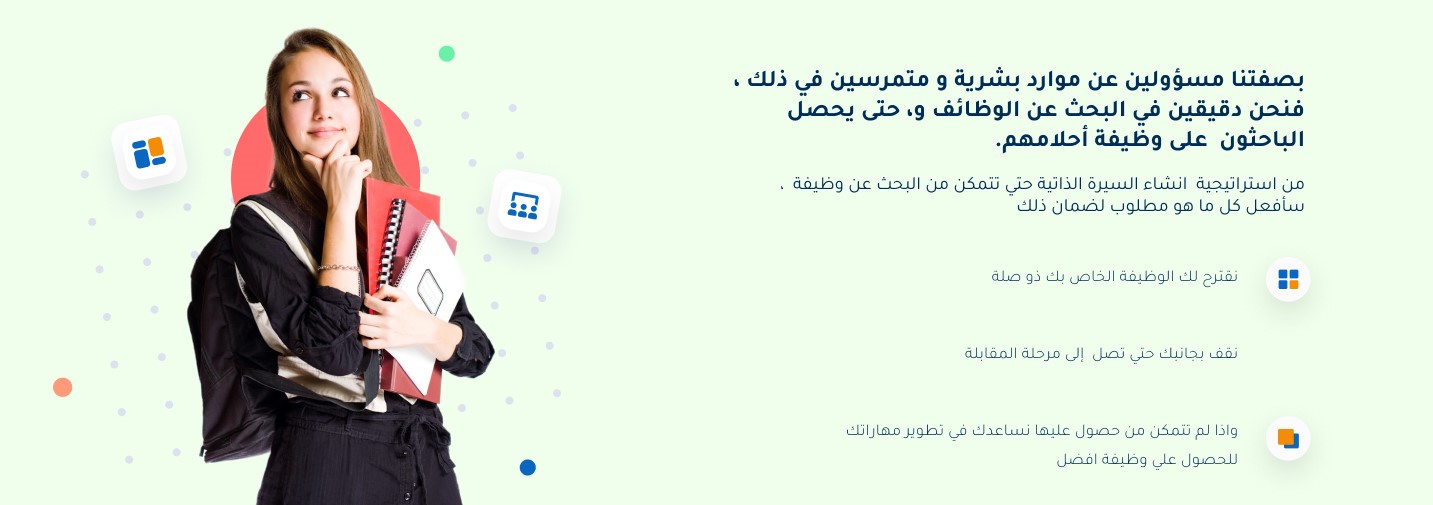 بصفتنا مسؤولين عن موارد بشرية و متمرسين في ذلك ،
فنحن دقيقين في البحث عن الوظائف و، حتى يحصل
الباحثون على وظيفة أحلامهم.
من استراتيجية انشاء السيرة الذاتية حتي تتمكن من البحث عن وظيفة ،
سأفعل كل ما هو مطلوب لضمان ذلك
نقترح لك الوظيفة الخاص بك ذو صلة
نقف بجانبك حتي تصل إلى مرحلة المقابلة
واذا لم تتمكن من حصول عليها نساعدك في تطوير مهاراتك
للحصول علي وظيفة افضل